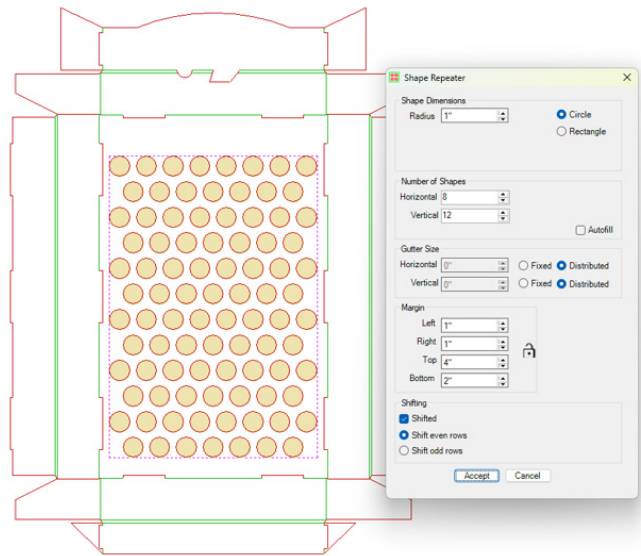 Shape Repeater
Shape Dimensions
Radius 1"
Circle
Rectangle
Number of Shapes
Horizontal 8
Vertical 12
Autofill
Gutter Size
Horizontal 0" Fixed Distributed
Vertical 0" Fixed Distributed
Margin
Left 1"
Right 1"
Top 4"
Bottom 2"
Shifting
Shifted
Shift even rows
Shift odd rows
Accept Cancel